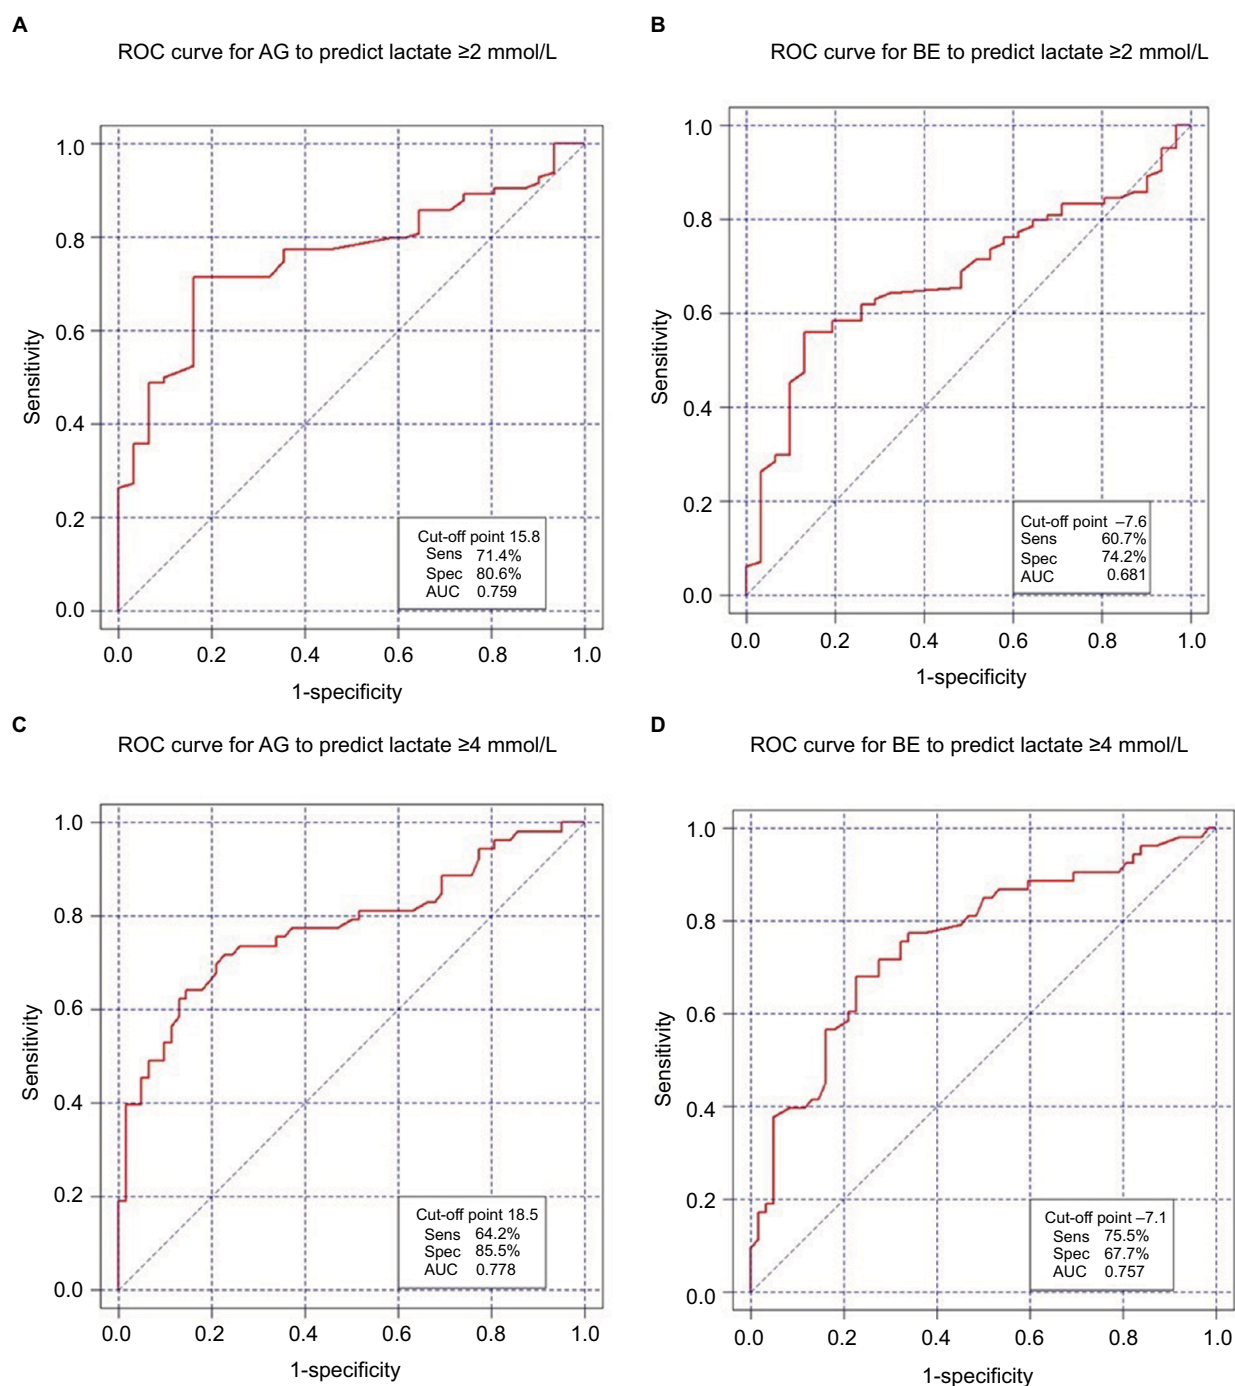 A
ROC curve for AG to predict lactate ≥2 mmol/L
1.0
0.8
0.6
0.4
0.2
0.0
Sensitivity
Cut-off point 15.8
Sens 71.4%
Spec 80.6%
AUC 0.759
0.0 0.2 0.4 0.6 0.8 1.0
1-specificity
B
ROC curve for BE to predict lactate ≥2 mmol/L
1.0
0.8
0.6
0.4
0.2
0.0
Sensitivity
Cut-off point –7.6
Sens 60.7%
Spec 74.2%
AUC 0.681
0.0 0.2 0.4 0.6 0.8 1.0
1-specificity
C
ROC curve for AG to predict lactate ≥4 mmol/L
1.0
0.8
0.6
0.4
0.2
0.0
Sensitivity
Cut-off point 18.5
Sens 64.2%
Spec 85.5%
AUC 0.778
0.0 0.2 0.4 0.6 0.8 1.0
1-specificity
D
ROC curve for BE to predict lactate ≥4 mmol/L
1.0
0.8
0.6
0.4
0.2
0.0
Sensitivity
Cut-off point –7.1
Sens 75.5%
Spec 67.7%
AUC 0.757
0.0 0.2 0.4 0.6 0.8 1.0
1-specificity